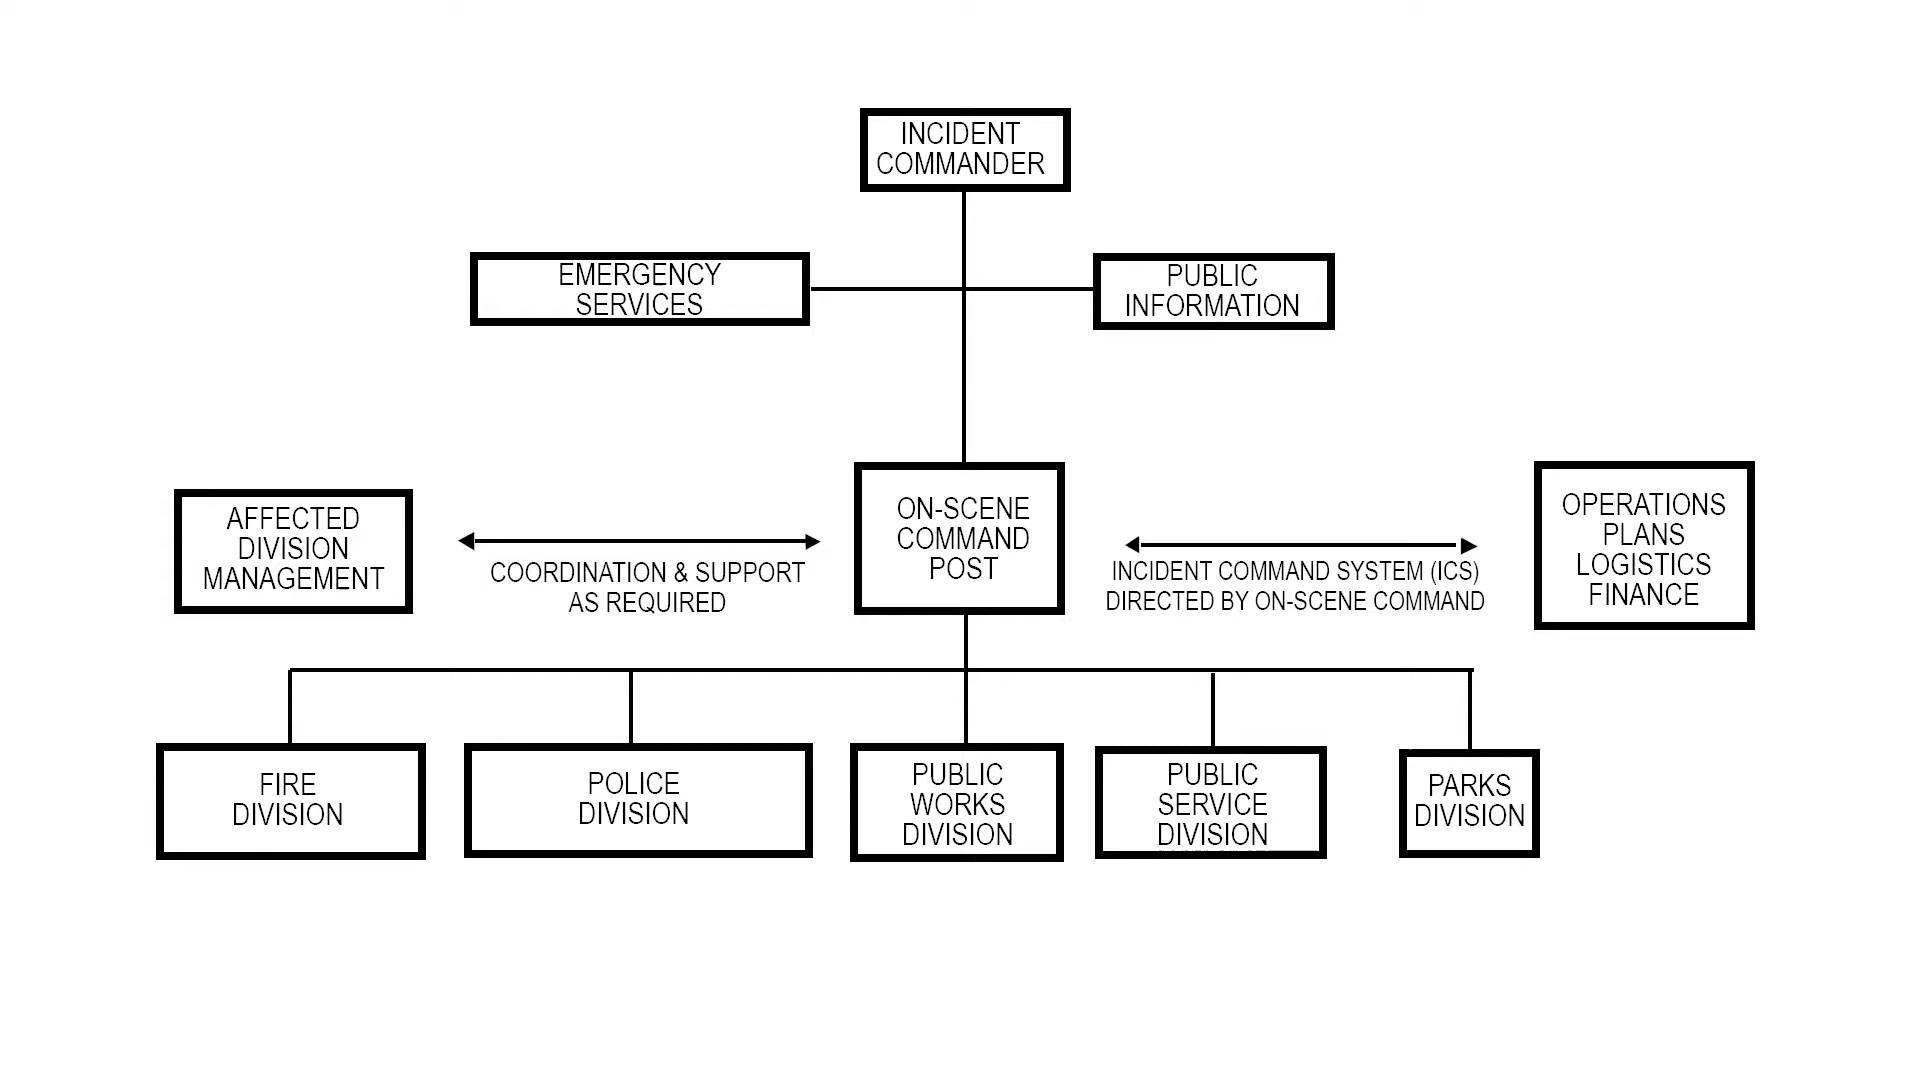 INCIDENT
COMMANDER
EMERGENCY
SERVICES
PUBLIC
INFORMATION
AFFECTED
DIVISION
MANAGEMENT
COORDINATION & SUPPORT
AS REQUIRED
ON-SCENE
COMMAND
POST
INCIDENT COMMAND SYSTEM (ICS)
DIRECTED BY ON-SCENE COMMAND
OPERATIONS
PLANS
LOGISTICS
FINANCE
FIRE
DIVISION
POLICE
DIVISION
PUBLIC
WORKS
DIVISION
PUBLIC
SERVICE
DIVISION
PARKS
DIVISION